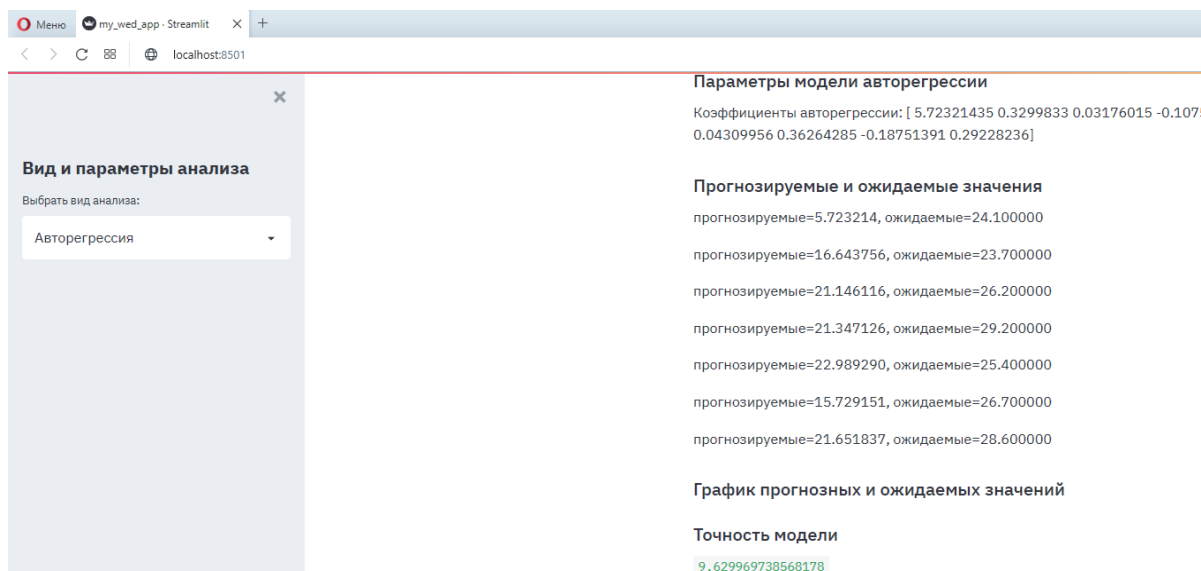 Меню my_wed_app · Streamlit
localhost:8501
Параметры модели авторегрессии
Коэффициенты авторегрессии: [ 5.72321435 0.3299833 0.03176015 -0.107
0.04309956 0.36264285 -0.18751391 0.29228236]
Вид и параметры анализа
Выбрать вид анализа:
Авторегрессия
Прогнозируемые и ожидаемые значения
прогнозируемые=5.723214, ожидаемые=24.100000
прогнозируемые=16.643756, ожидаемые=23.700000
прогнозируемые=21.146116, ожидаемые=26.200000
прогнозируемые=21.347126, ожидаемые=29.200000
прогнозируемые=22.989290, ожидаемые=25.400000
прогнозируемые=15.729151, ожидаемые=26.700000
прогнозируемые=21.651837, ожидаемые=28.600000
График прогнозных и ожидаемых значений
Точность модели
9.629969738568178